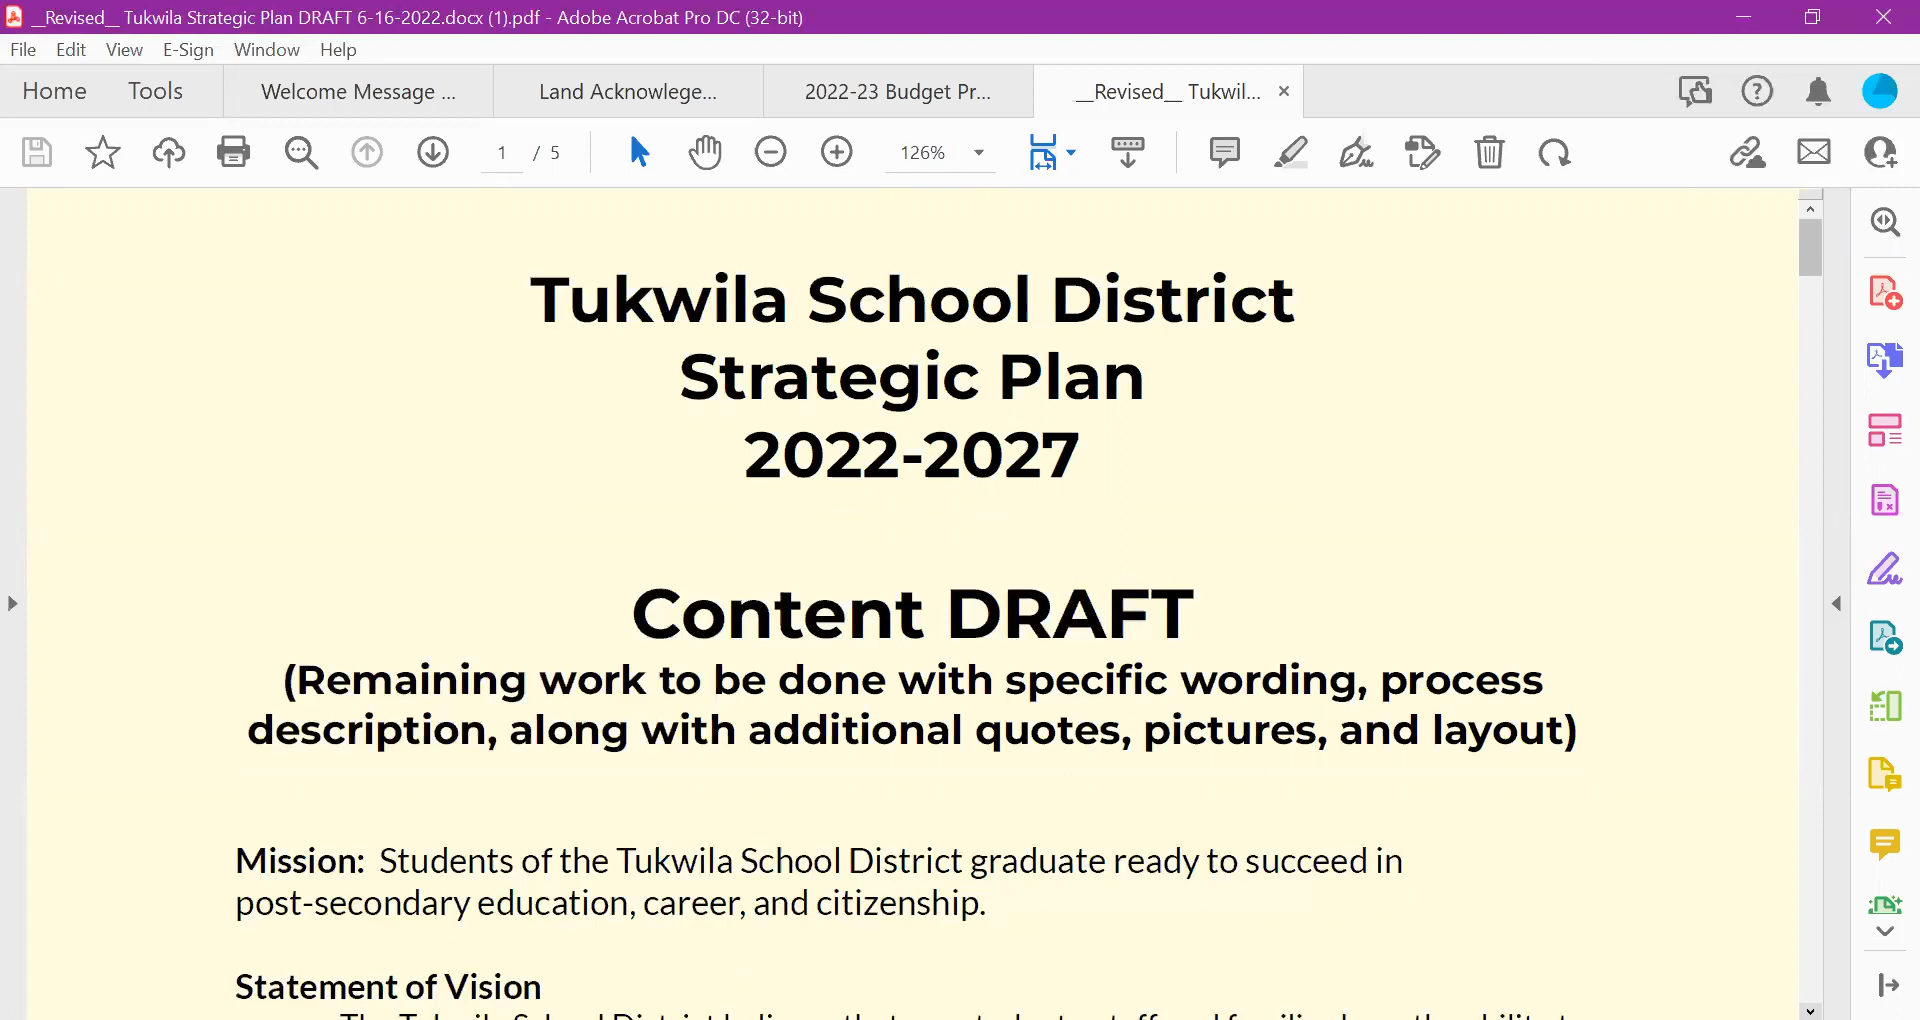 __Revised__ Tukwila Strategic Plan DRAFT 6-16-2022.docx (1).pdf - Adobe Acrobat Pro DC (32-bit)
File Edit View E-Sign Window Help
Home Tools Welcome Message ... Land Acknowlege... 2022-23 Budget Pr... __Revised__ Tukwil... ×
1 / 5 126%
Tukwila School District
Strategic Plan
2022-2027
Content DRAFT
(Remaining work to be done with specific wording, process
description, along with additional quotes, pictures, and layout)
Mission: Students of the Tukwila School District graduate ready to succeed in
post-secondary education, career, and citizenship.
Statement of Vision